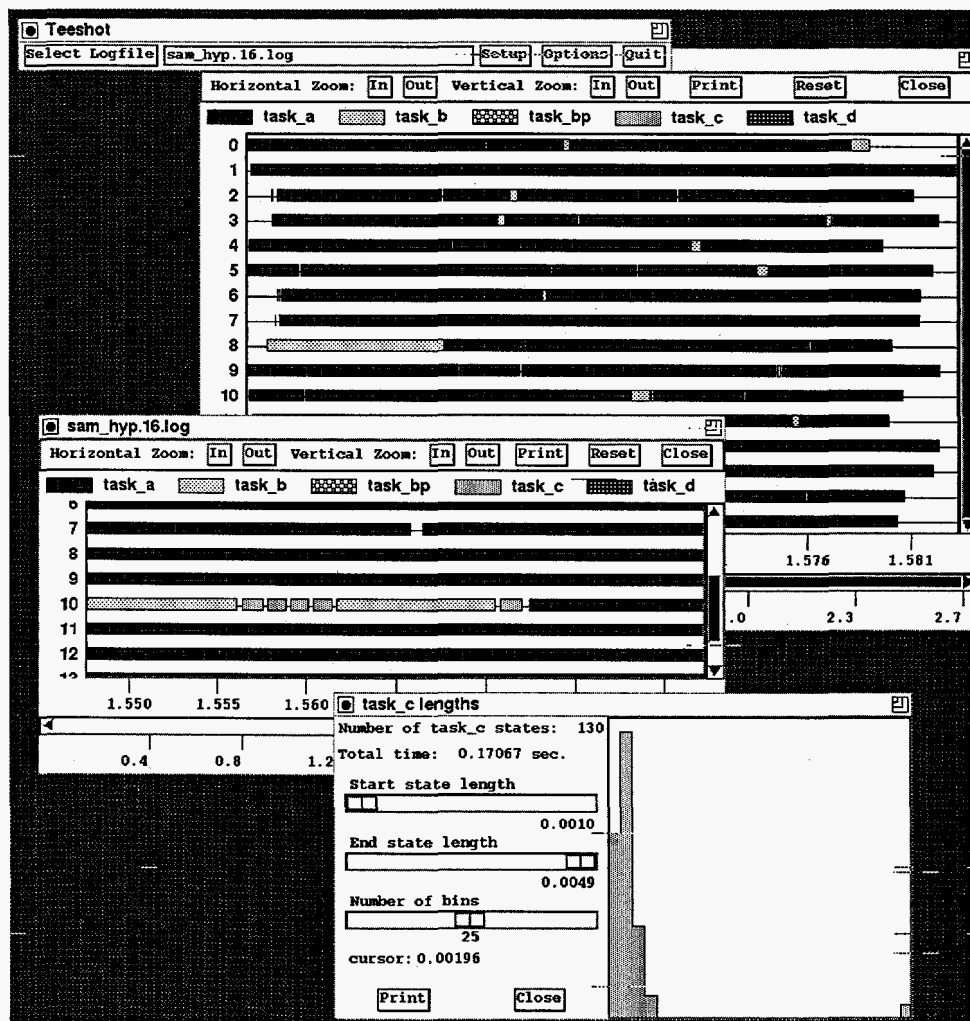 Teeshot
Select Logfile sam_hyp.16.log Setup Options Quit
Horizontal Zoom: In Out Vertical Zoom: In Out Print Reset Close
task_a task_b task_bp task_c task_d
0
1
2
3
4
5
6
7
8
9
10
1.576 1.581
.0 2.3 2.7
sam_hyp.16.log
Horizontal Zoom: In Out Vertical Zoom: In Out Print Reset Close
task_a task_b task_bp task_c task_d
6
7
8
9
10
11
12
13
1.550 1.555 1.560
0.4 0.8 1.2
task_c lengths
Number of task_c states: 130
Total time: 0.17067 sec.
Start state length
0.0010
End state length
0.0049
Number of bins
25
cursor: 0.00196
Print Close